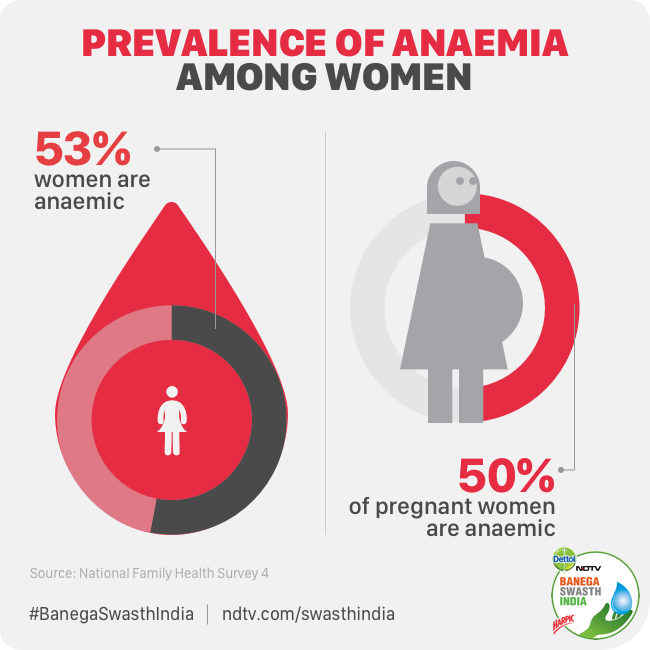 PREVALENCE OF ANAEMIA
AMONG WOMEN
53%
women are
anaemic
50%
of pregnant women
are anaemic
Source: National Family Health Survey 4
#BanegaSwasthIndia
ndtv.com/swasthindia
Dettol
NDTV
BANEGA
SWASTH
INDIA
HARPIC